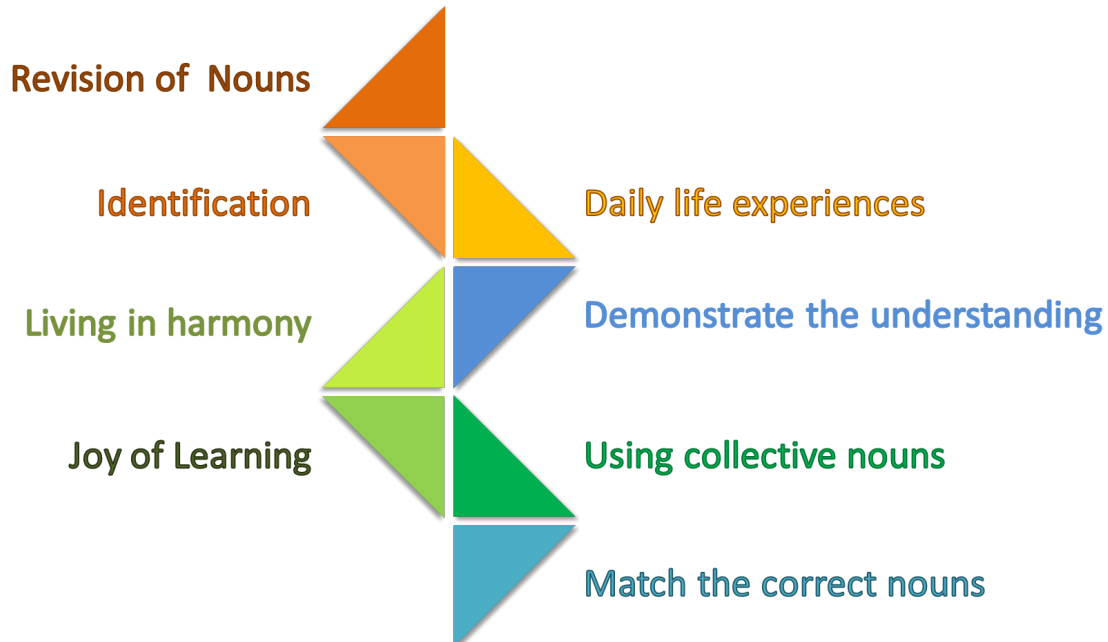 Revision of  Nouns
Identification
Daily life experiences
Living in harmony
Demonstrate the understanding
Joy of Learning
Using collective nouns
Match the correct nouns